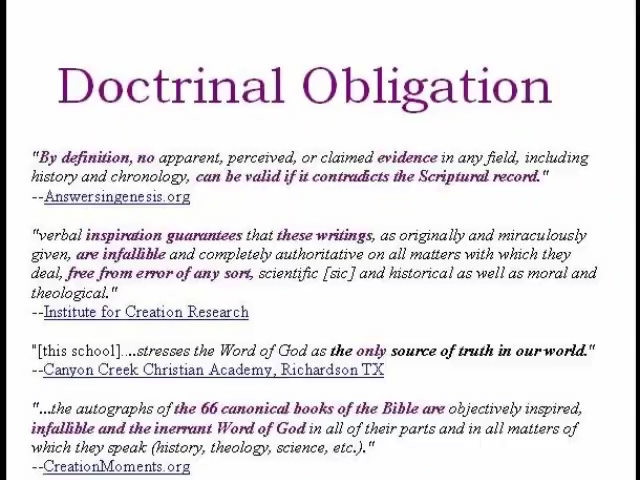 Doctrinal Obligation
"By definition, no apparent, perceived, or claimed evidence in any field, including
history and chronology, can be valid if it contradicts the Scriptural record."
--Answersingenesis.org
"verbal inspiration guarantees that these writings, as originally and miraculously
given, are infallible and completely authoritative on all matters with which they
deal, free from error of any sort, scientific [sic] and historical as well as moral and
theological."
--Institute for Creation Research
"[this school]....stresses the Word of God as the only source of truth in our world."
--Canyon Creek Christian Academy, Richardson TX
"...the autographs of the 66 canonical books of the Bible are objectively inspired,
infallible and the inerrant Word of God in all of their parts and in all matters of
which they speak (history, theology, science, etc.)."
--CreationMoments.org